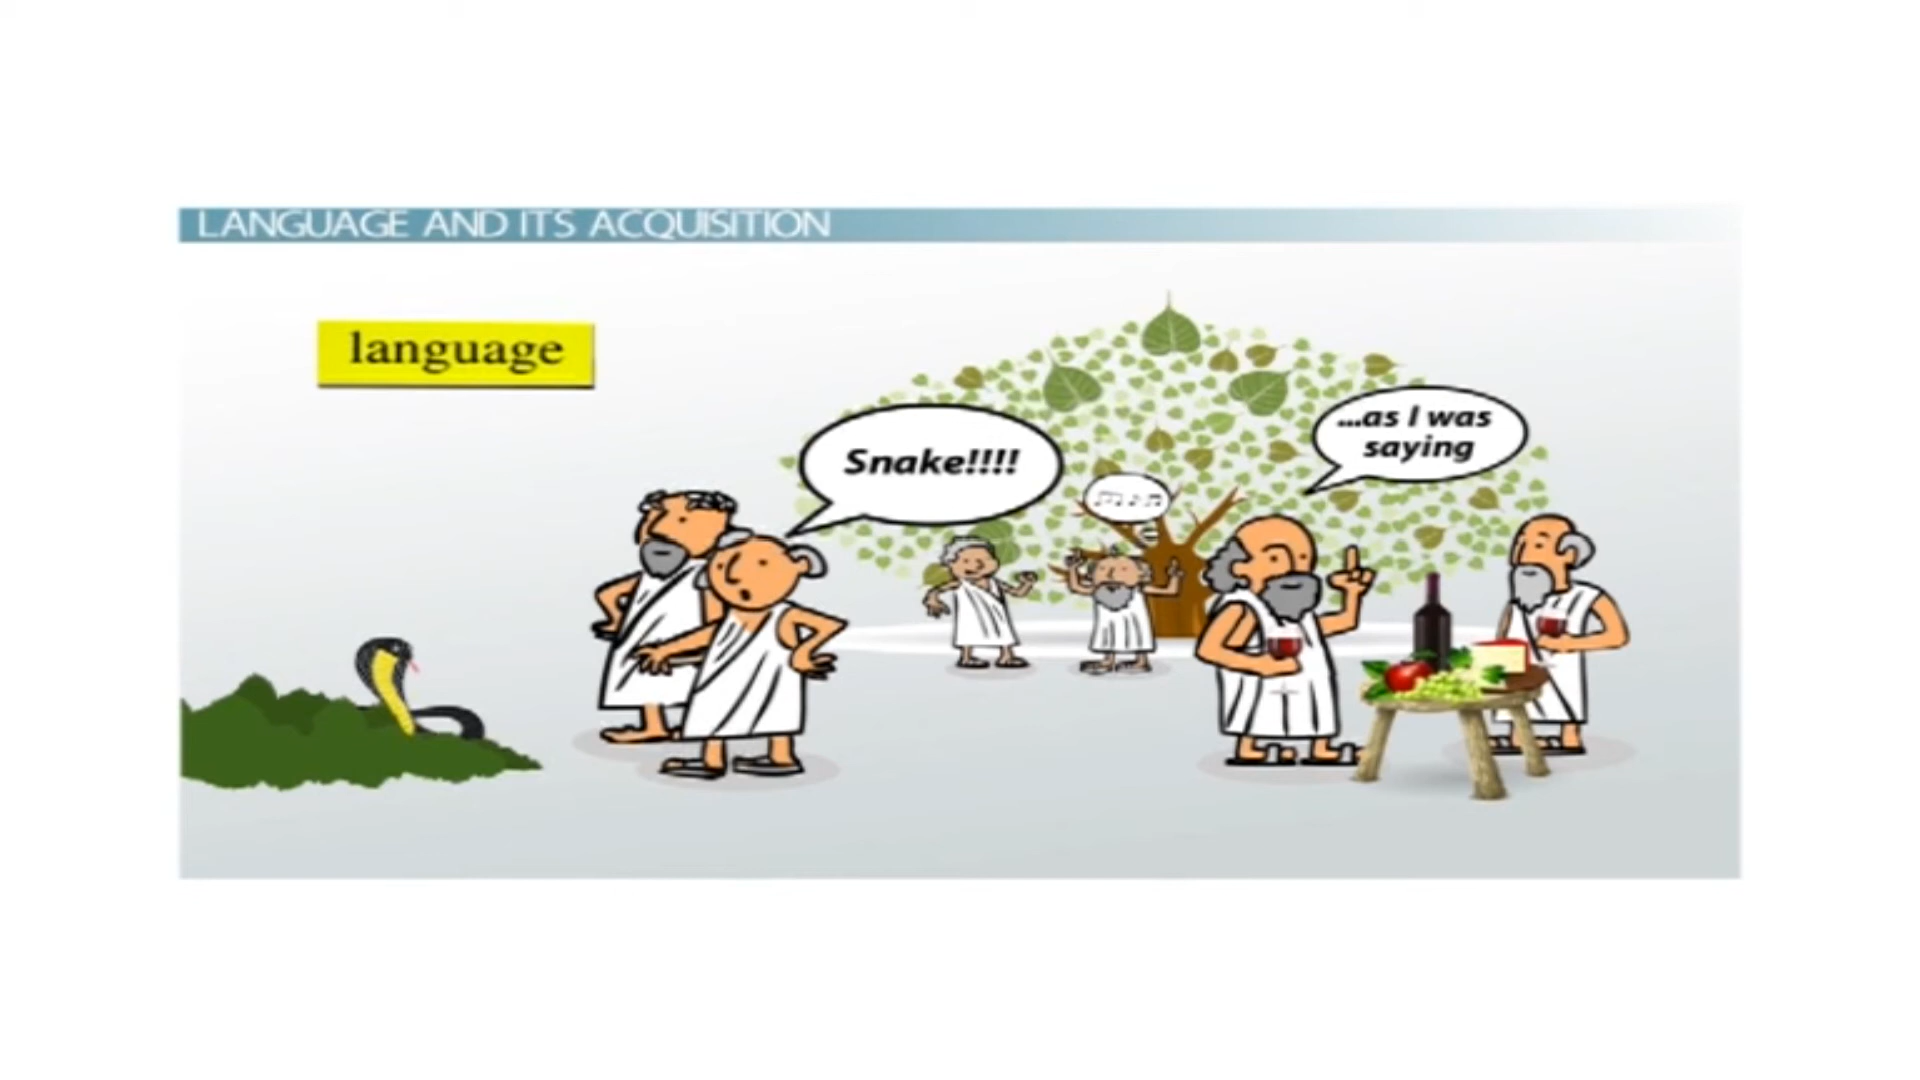 LANGUAGE AND ITS ACQUISITION
language
Snake!!!!
...as I was
saying